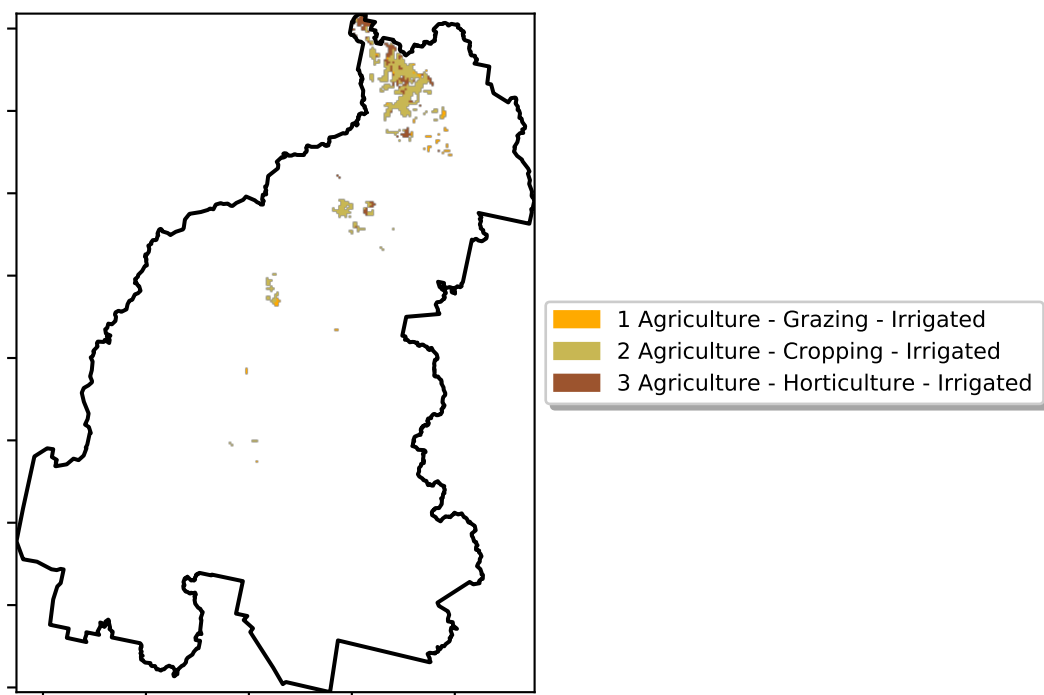 1 Agriculture - Grazing - Irrigated
2 Agriculture - Cropping - Irrigated
3 Agriculture - Horticulture - Irrigated